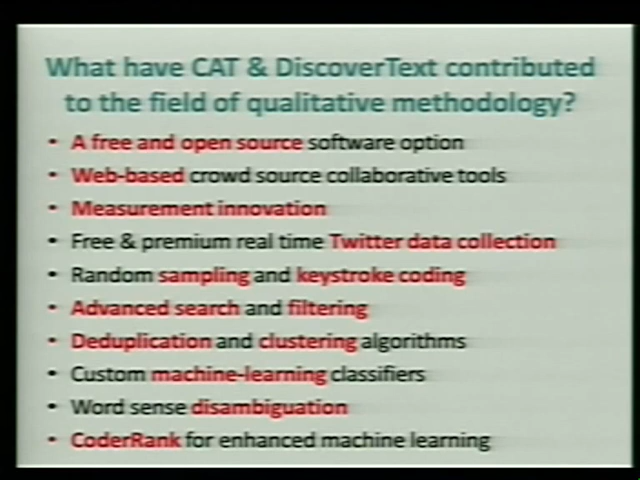 What have CAT & DiscoverText contributed
to the field of qualitative methodology?
• A free and open source software option
• Web-based crowd source collaborative tools
• Measurement innovation
• Free & premium real time Twitter data collection
• Random sampling and keystroke coding
• Advanced search and filtering
• Deduplication and clustering algorithms
• Custom machine-learning classifiers
• Word sense disambiguation
• CoderRank for enhanced machine learning